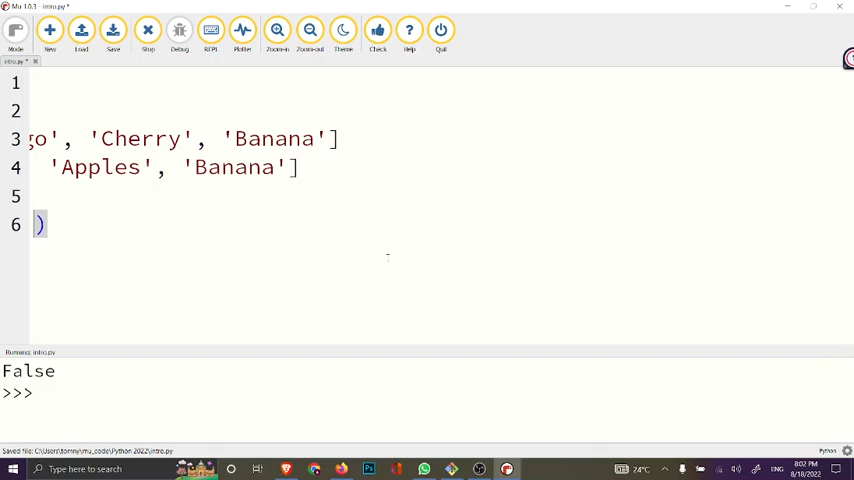 Mu 1.0.3 - intro.py *
Mode New Load Save Stop Debug REPL Plotter Zoom-in Zoom-out Theme Check Help Quit
intro.py *
1
2
3 go', 'Cherry', 'Banana']
4 'Apples', 'Banana']
5
6 )
Running: intro.py
False
>>>
Saved file: C:\Users\tommy\mu_code\Python 2022\intro.py
Python
Type here to search
Ps
24°C
ENG
8:02 PM
8/18/2022